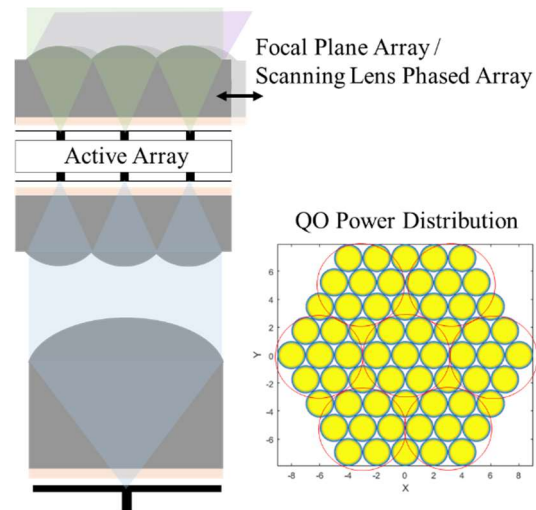 Focal Plane Array /
Scanning Lens Phased Array
Active Array
QO Power Distribution
6
4
2
0
-2
-4
-6
Y
-8 -6 -4 -2 0 2 4 6 8
X